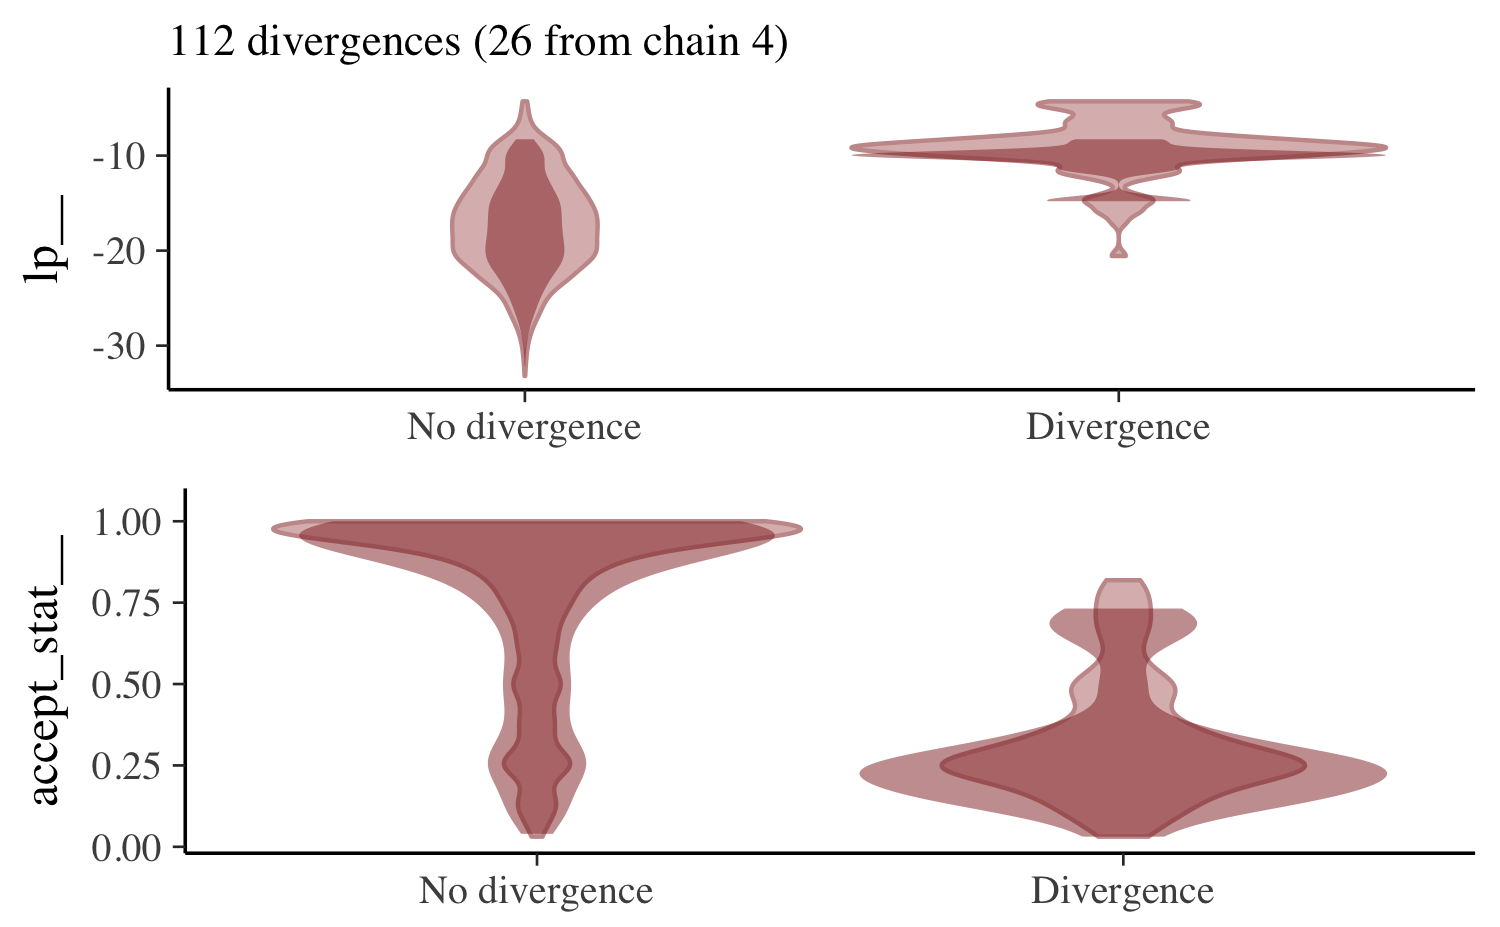 112 divergences (26 from chain 4)
lp__
-10
-20
-30
No divergence
Divergence
accept_stat__
1.00
0.75
0.50
0.25
0.00
No divergence
Divergence